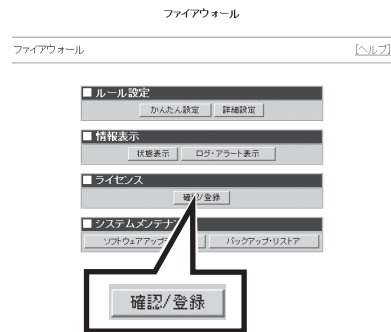 ファイアウォール
ファイアウォール [ヘルプ]
■ ルール設定
かんたん設定 詳細設定
■ 情報表示
状態表示 ログ・アラート表示
■ ライセンス
確認/登録
■ システムメンテナ
ソフトウェアアップ バックアップ・リストア
確認/登録